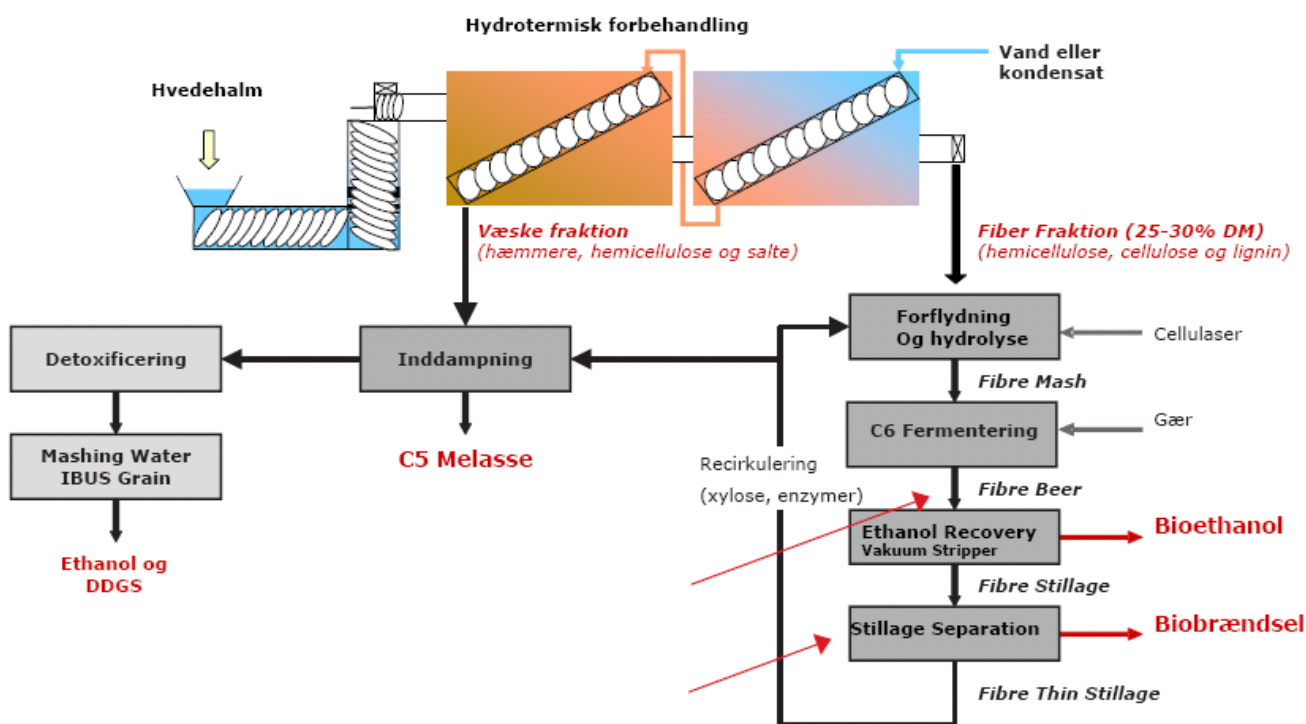 Hydrotermisk forbehandling
Hvedehalm
Vand eller
kondensat
Væske fraktion
(hæmmere, hemicellulose og salte)
Fiber Fraktion (25-30% DM)
(hemicellulose, cellulose og lignin)
Detoxificering
Inddampning
Forflydning
Og hydrolyse
Cellulaser
Fibre Mash
Mashing Water
IBUS Grain
C5 Melasse
C6 Fermentering
Gær
Recirkulering
(xylose, enzymer)
Fibre Beer
Ethanol og
DDGS
Ethanol Recovery
Vakuum Stripper
Bioethanol
Fibre Stillage
Stillage Separation
Biobrændsel
Fibre Thin Stillage